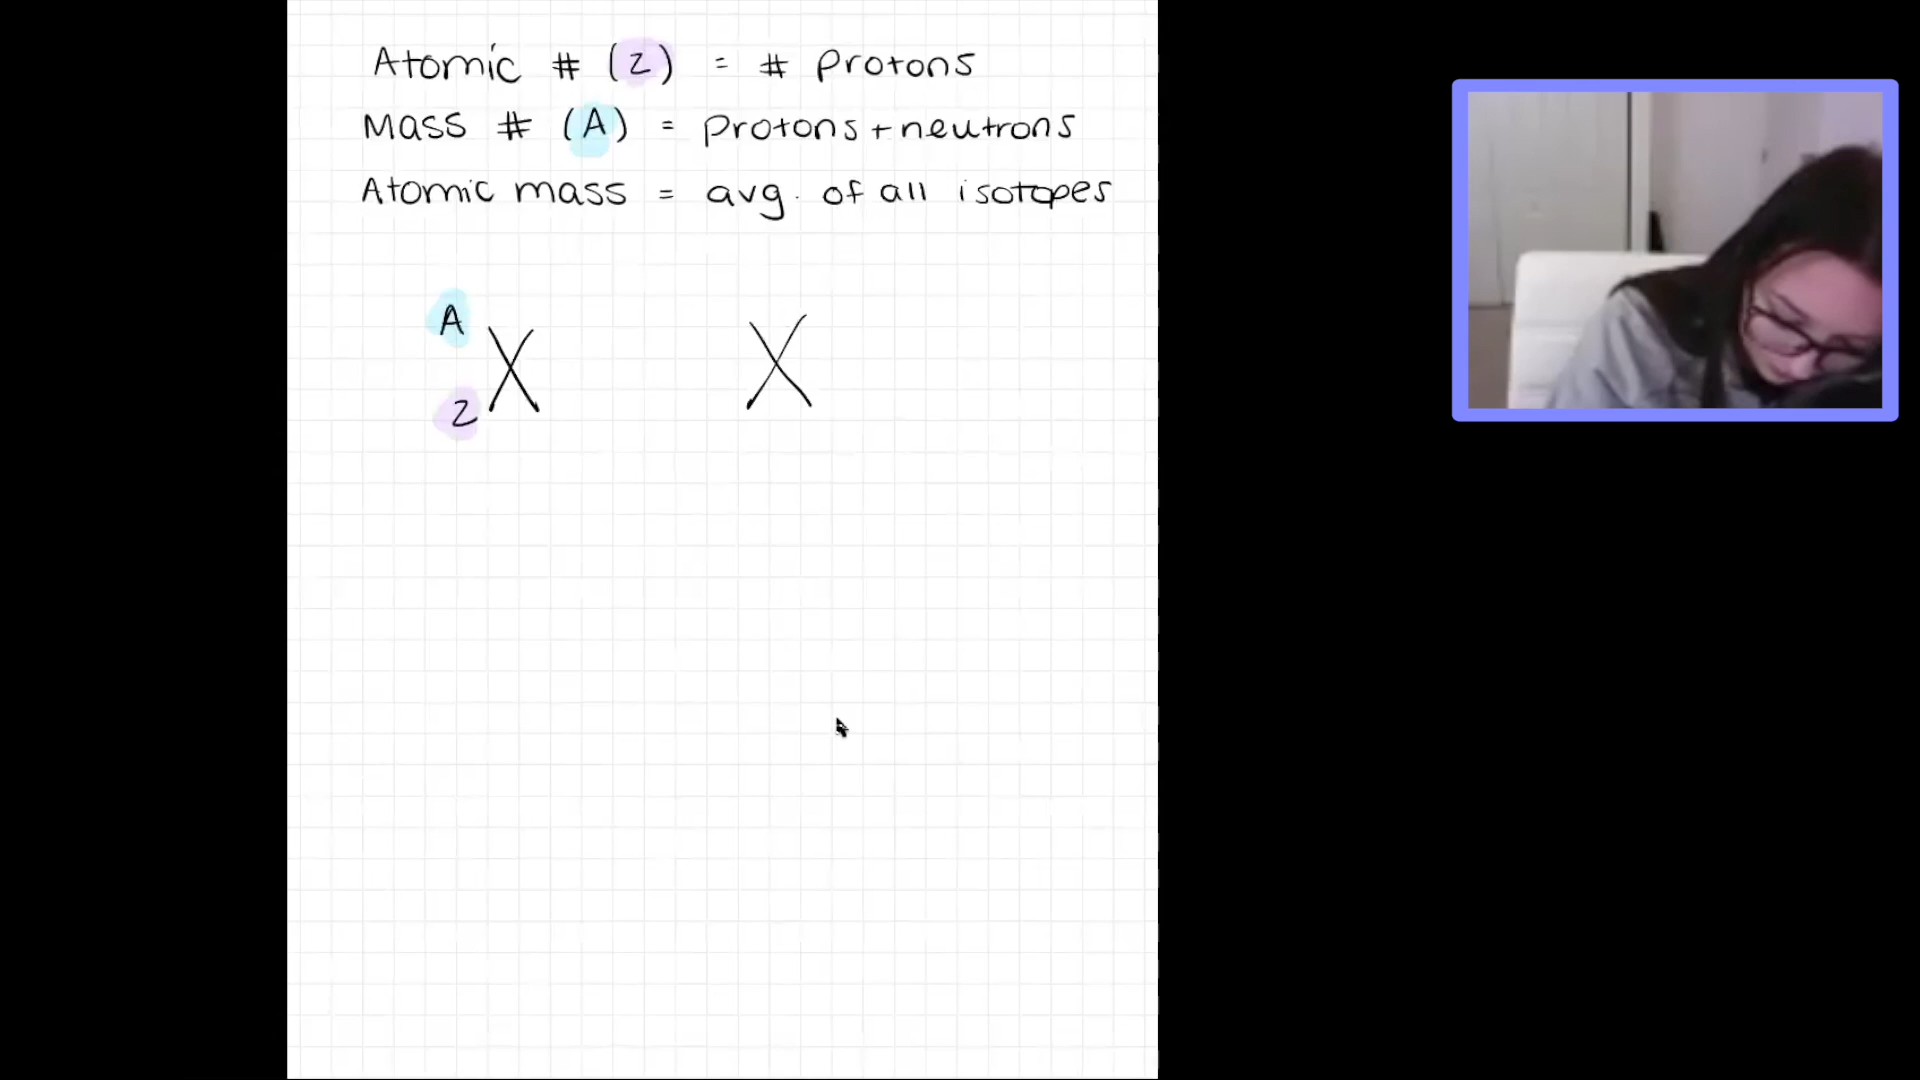 Atomic # (Z) = # Protons
Mass # (A) = protons + neutrons
Atomic mass = avg. of all isotopes
A
X X
Z